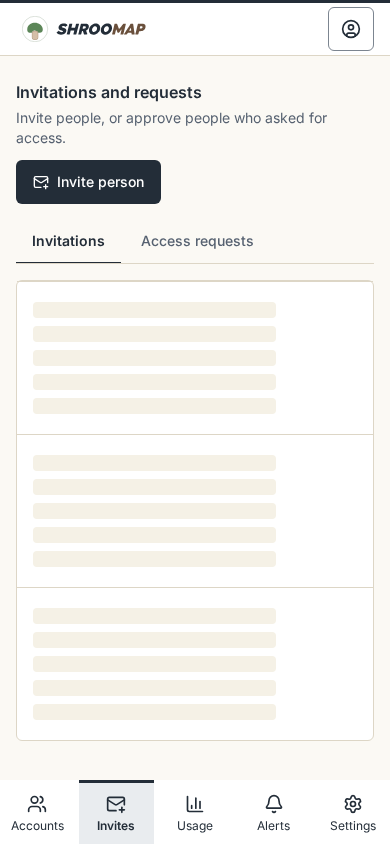 SHROOMAP
Invitations and requests
Invite people, or approve people who asked for
access.
Invite person
Invitations
Access requests
Accounts
Invites
Usage
Alerts
Settings